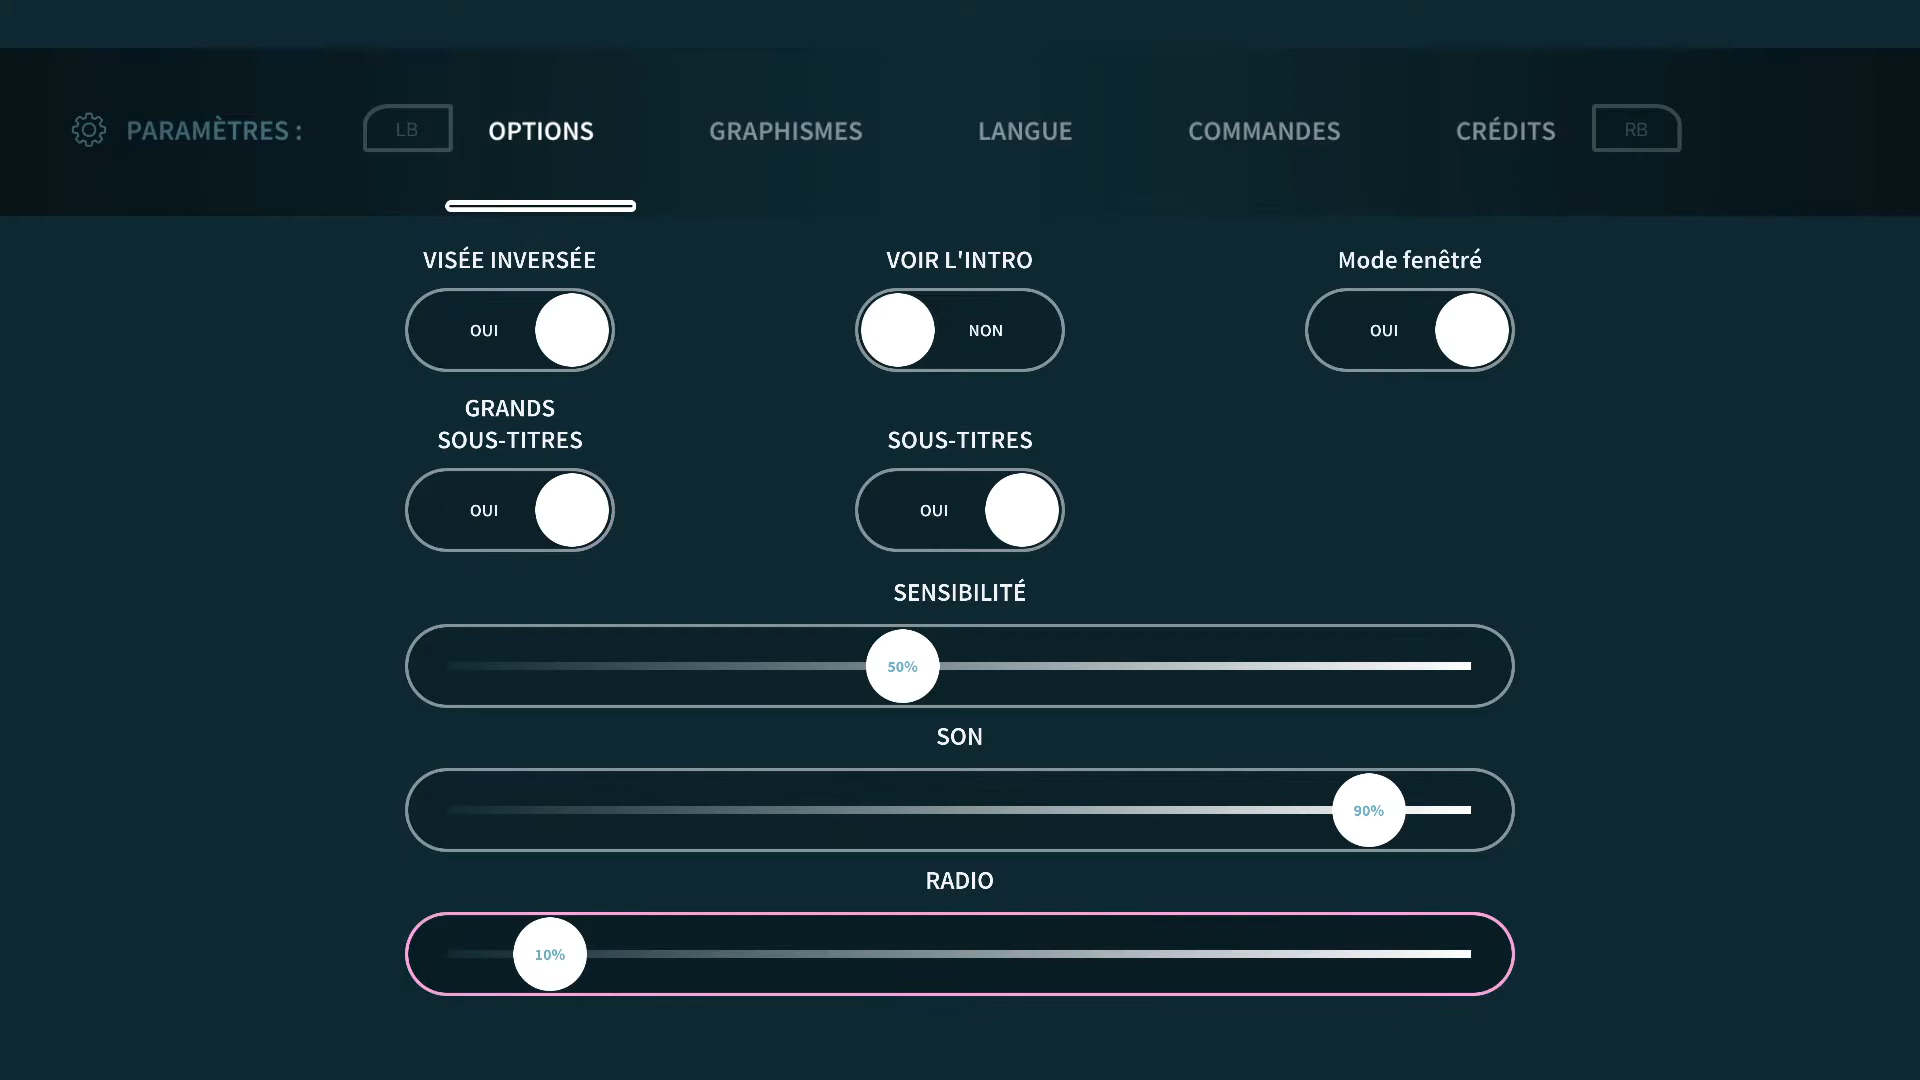 PARAMÈTRES :
LB
OPTIONS
GRAPHISMES
LANGUE
COMMANDES
CRÉDITS
RB
VISÉE INVERSÉE
OUI
VOIR L'INTRO
NON
Mode fenêtré
OUI
GRANDS
SOUS-TITRES
OUI
SOUS-TITRES
OUI
SENSIBILITÉ
50%
SON
90%
RADIO
10%